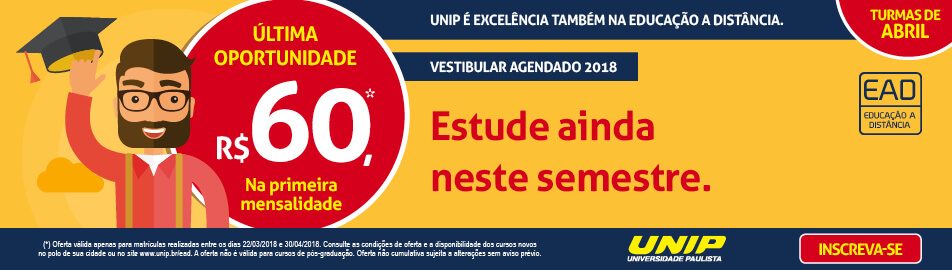 ÚLTIMA
OPORTUNIDADE
R$60,*
Na primeira
mensalidade
UNIP É EXCELÊNCIA TAMBÉM NA EDUCAÇÃO A DISTÂNCIA.
TURMAS DE
ABRIL
VESTIBULAR AGENDADO 2018
EAD
EDUCAÇÃO A
DISTÂNCIA
Estude ainda
neste semestre.
(*) Oferta válida apenas para matrículas realizadas entre os dias 22/03/2018 e 30/04/2018. Consulte as condições de oferta e a disponibilidade dos cursos novos
no polo de sua cidade ou no site www.unip.br/ead. A oferta não é válida para cursos de pós-graduação. Oferta não cumulativa sujeita a alterações sem aviso prévio.
UNIP
UNIVERSIDADE PAULISTA
INSCREVA-SE